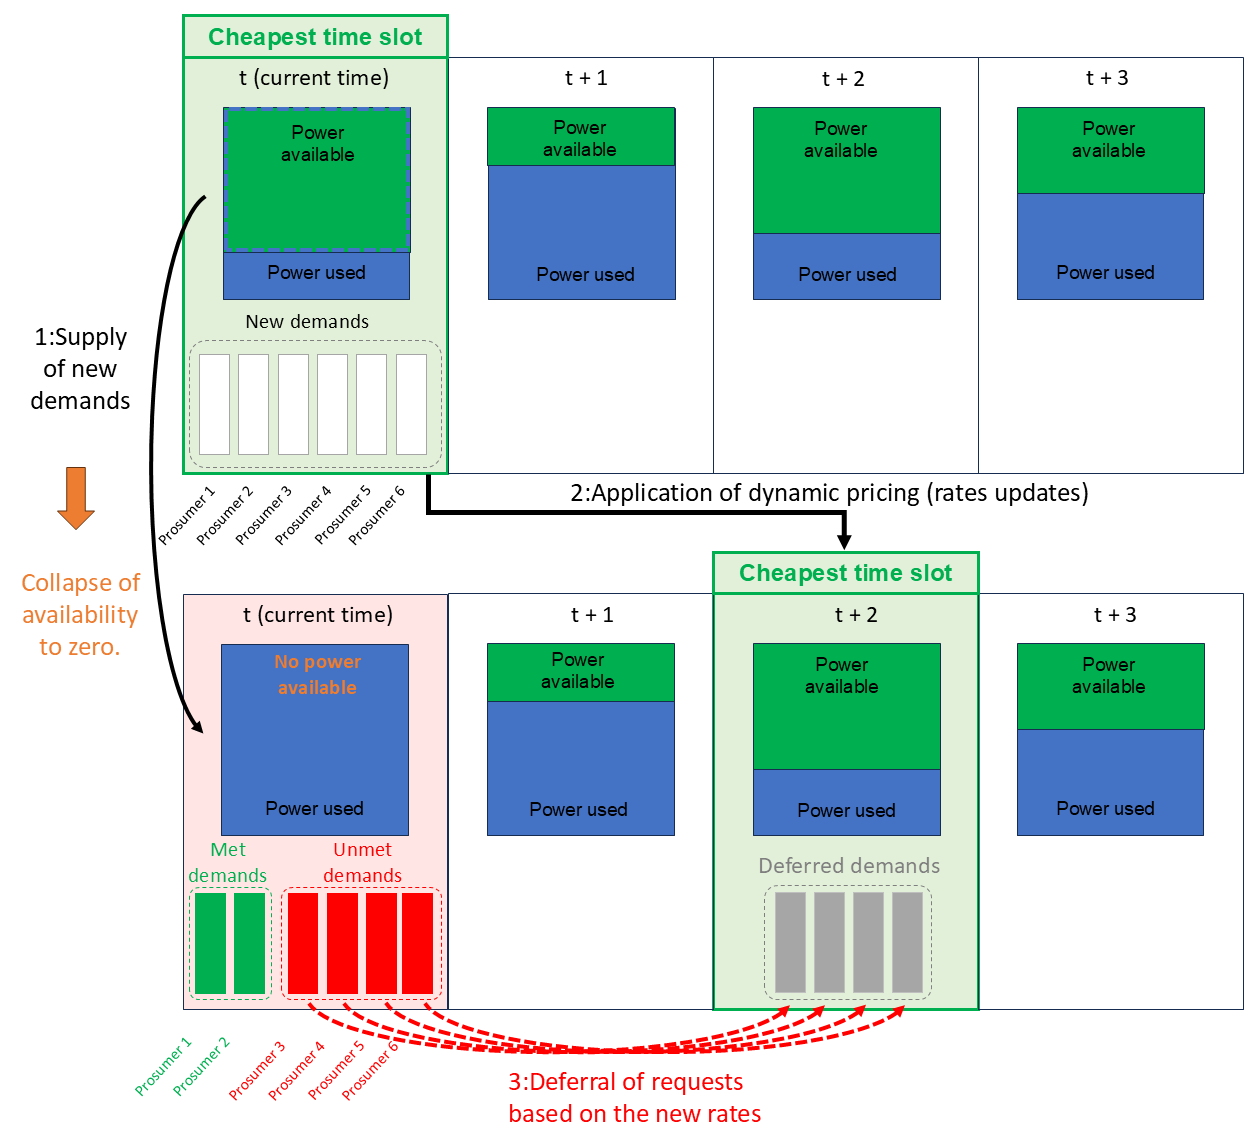 Cheapest time slot
t (current time)
t + 1
t + 2
t + 3
Power
available
Power
available
Power
available
Power
available
Power used
Power used
Power used
Power used
New demands
1:Supply
of new
demands
Prosumer 1
Prosumer 2
Prosumer 3
Prosumer 4
Prosumer 5
Prosumer 6
2:Application of dynamic pricing (rates updates)
Collapse of
availability
to zero.
Cheapest time slot
t (current time)
t + 1
t + 2
t + 3
No power
available
Power
available
Power
available
Power
available
Power used
Power used
Power used
Power used
Met
demands
Unmet
demands
Deferred demands
Prosumer 1
Prosumer 2
Prosumer 3
Prosumer 4
Prosumer 5
Prosumer 6
3:Deferral of requests
based on the new rates